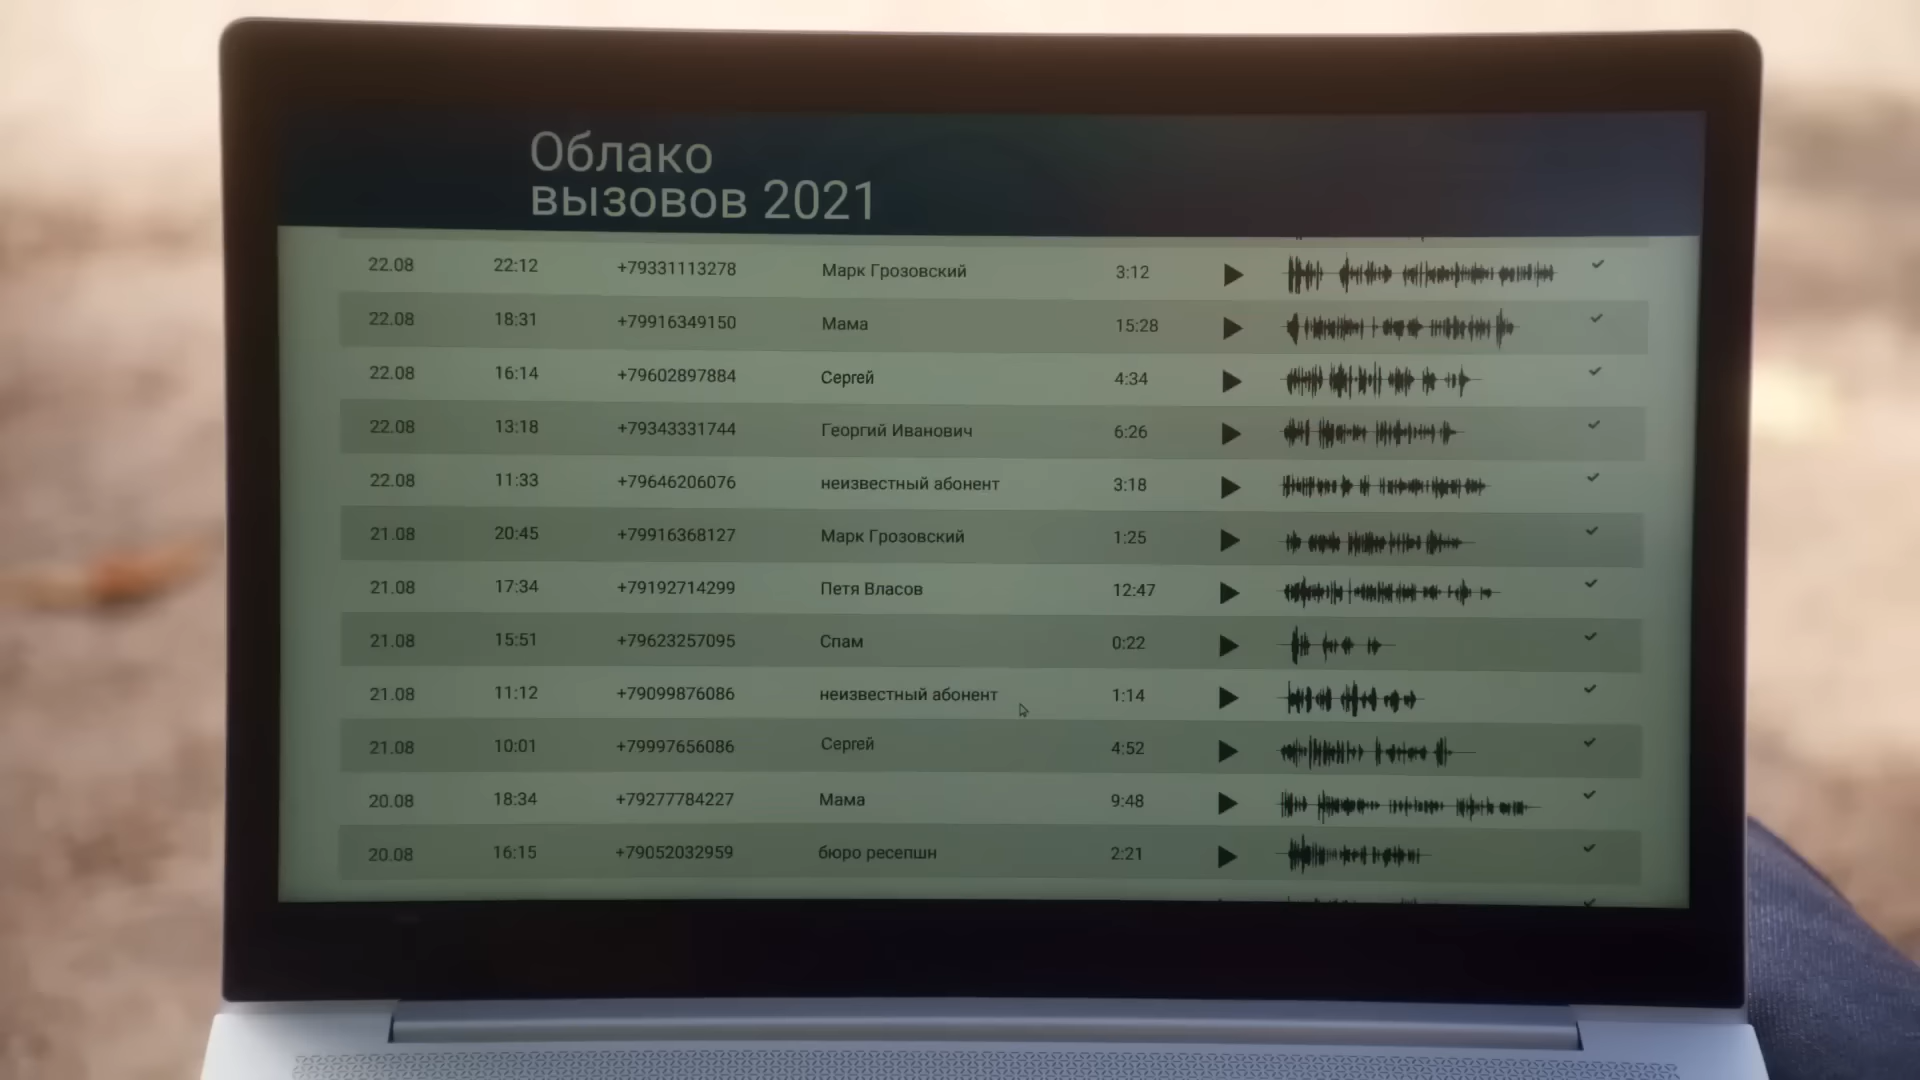 Облако
вызовов 2021
22.08 22:12 +79331113278 Марк Грозовский 3:12
22.08 18:31 +79916349150 Мама 15:28
22.08 16:14 +79602897884 Сергей 4:34
22.08 13:18 +79343331744 Георгий Иванович 6:26
22.08 11:33 +79646206076 неизвестный абонент 3:18
21.08 20:45 +79916368127 Марк Грозовский 1:25
21.08 17:34 +79192714299 Петя Власов 12:47
21.08 15:51 +79623257095 Спам 0:22
21.08 11:12 +79099876086 неизвестный абонент 1:14
21.08 10:01 +79997656086 Сергей 4:52
20.08 18:34 +79277784227 Мама 9:48
20.08 16:15 +79052032959 бюро ресепшн 2:21